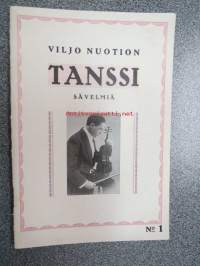 VILJO NUOTION
TANSSI
SÄVELMIÄ
No 1